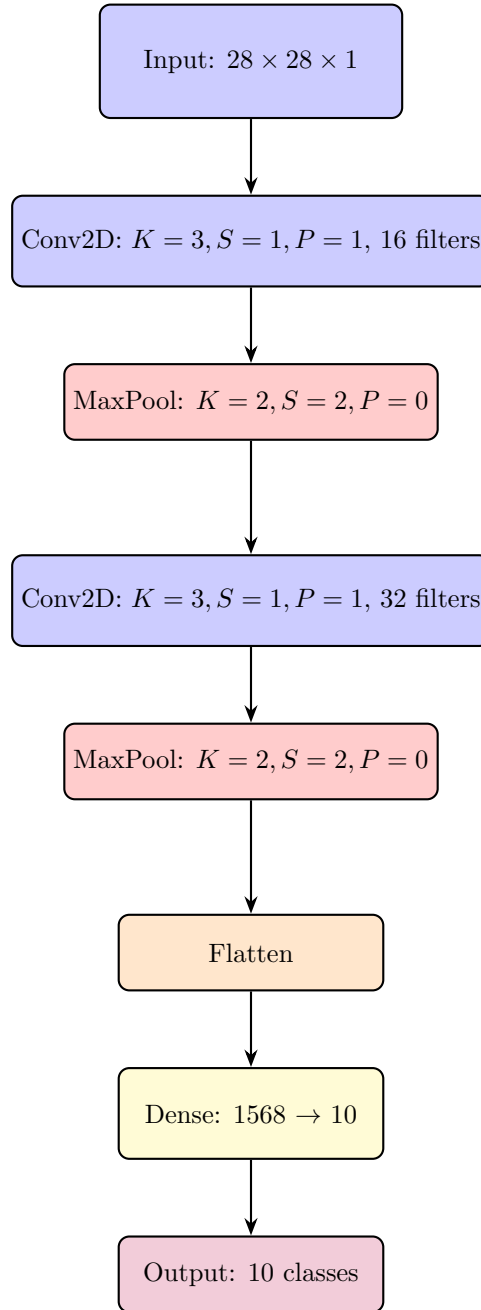 Input: 28 × 28 × 1
Conv2D: K = 3, S = 1, P = 1, 16 filters
MaxPool: K = 2, S = 2, P = 0
Conv2D: K = 3, S = 1, P = 1, 32 filters
MaxPool: K = 2, S = 2, P = 0
Flatten
Dense: 1568 → 10
Output: 10 classes